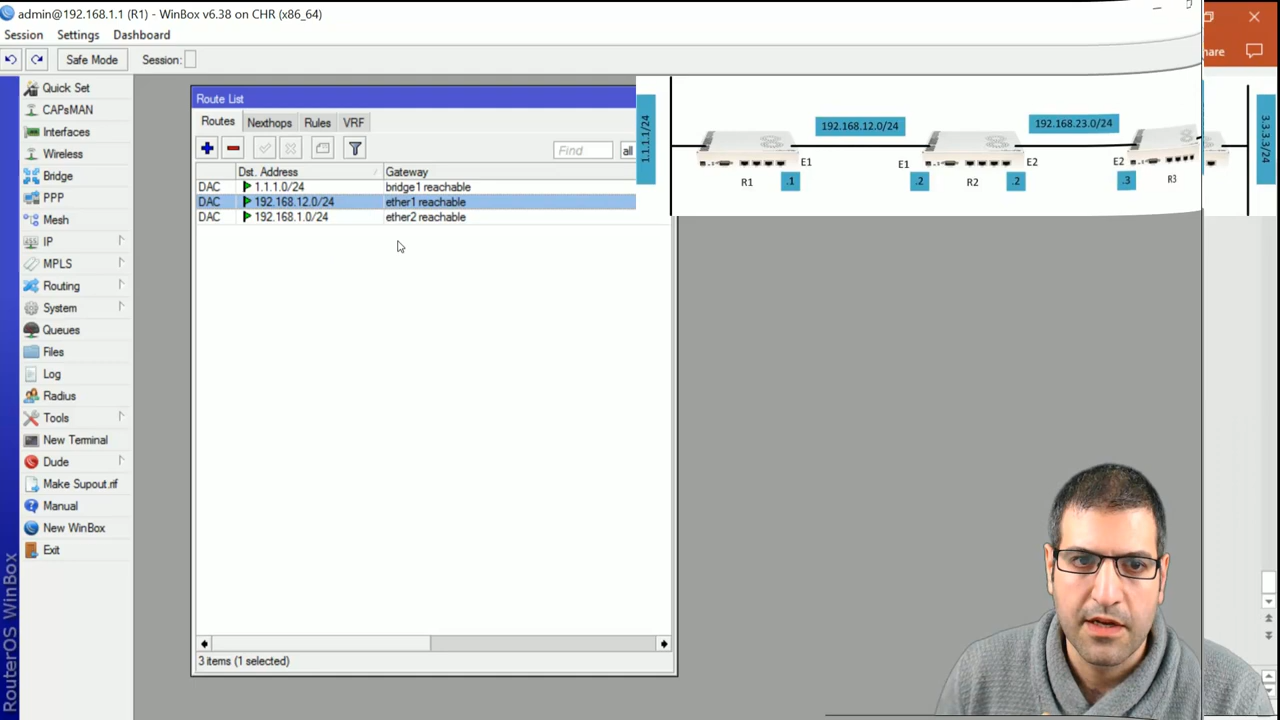 admin@192.168.1.1 (R1) - WinBox v6.38 on CHR (x86_64)
Session Settings Dashboard
Safe Mode Session:
Quick Set
CAPsMAN
Interfaces
Wireless
Bridge
PPP
Mesh
IP
MPLS
Routing
System
Queues
Files
Log
Radius
Tools
New Terminal
Dude
Make Supout.rif
Manual
New WinBox
Exit
RouterOS WinBox
Route List
Routes Nexthops Rules VRF
Find all
Dst. Address Gateway
DAC 1.1.1.0/24 bridge1 reachable
DAC 192.168.12.0/24 ether1 reachable
DAC 192.168.1.0/24 ether2 reachable
3 items (1 selected)
1.1.1.1/24
192.168.12.0/24
192.168.23.0/24
3.3.3.3/24
E1 E1 E2 E2
R1 .1 .2 R2 .2 .3 R3
hare